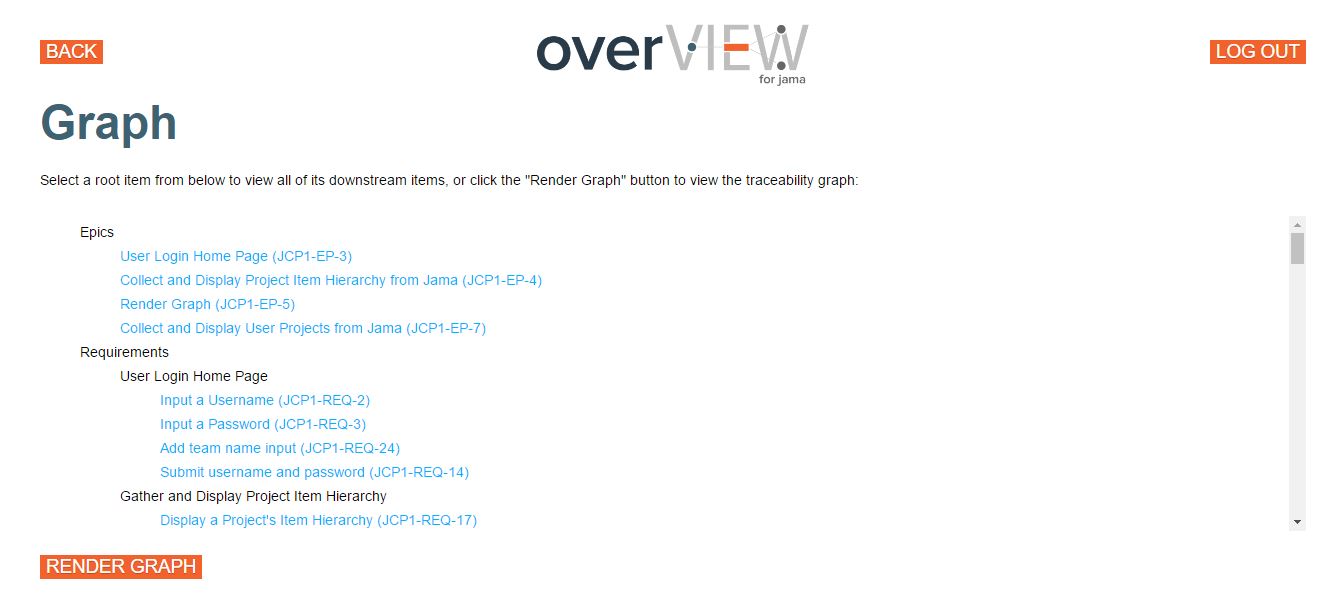 BACK
overVIEW
for jama
LOG OUT
Graph
Select a root item from below to view all of its downstream items, or click the "Render Graph" button to view the traceability graph:
Epics
User Login Home Page (JCP1-EP-3)
Collect and Display Project Item Hierarchy from Jama (JCP1-EP-4)
Render Graph (JCP1-EP-5)
Collect and Display User Projects from Jama (JCP1-EP-7)
Requirements
User Login Home Page
Input a Username (JCP1-REQ-2)
Input a Password (JCP1-REQ-3)
Add team name input (JCP1-REQ-24)
Submit username and password (JCP1-REQ-14)
Gather and Display Project Item Hierarchy
Display a Project's Item Hierarchy (JCP1-REQ-17)
RENDER GRAPH